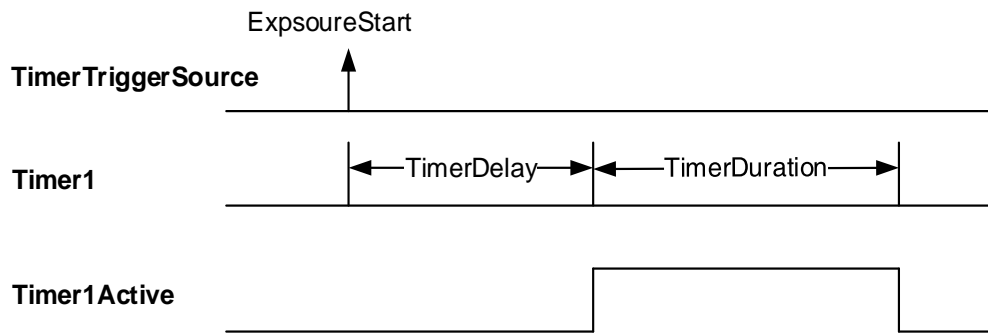 ExpsoureStart
TimerTriggerSource
Timer1
TimerDelay
TimerDuration
Timer1Active